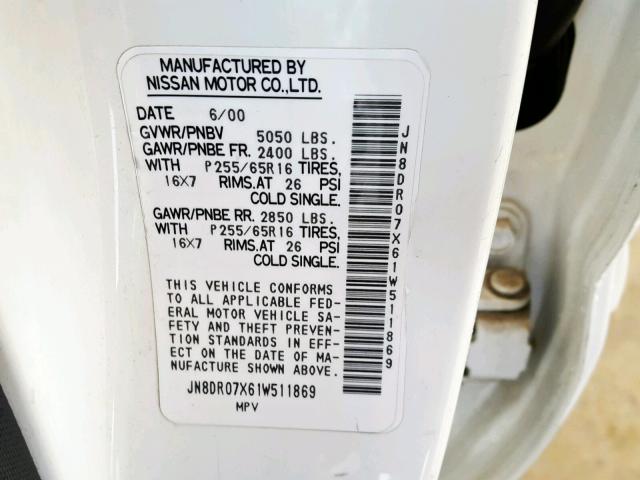 MANUFACTURED BY
NISSAN MOTOR CO.,LTD.
DATE 6/00
GVWR/PNBV 5050 LBS.
GAWR/PNBE FR. 2400 LBS.
WITH P255/65R16 TIRES,
16X7 RIMS.AT 26 PSI
COLD SINGLE.
GAWR/PNBE RR. 2850 LBS.
WITH P255/65R16 TIRES,
16X7 RIMS.AT 26 PSI
COLD SINGLE.
THIS VEHICLE CONFORMS
TO ALL APPLICABLE FED-
ERAL MOTOR VEHICLE SA-
FETY AND THEFT PREVEN-
TION STANDARDS IN EFF-
ECT ON THE DATE OF MA-
NUFACTURE SHOWN ABOVE.
JN8DR07X61W511869
MPV
JN8DR07X61W511869